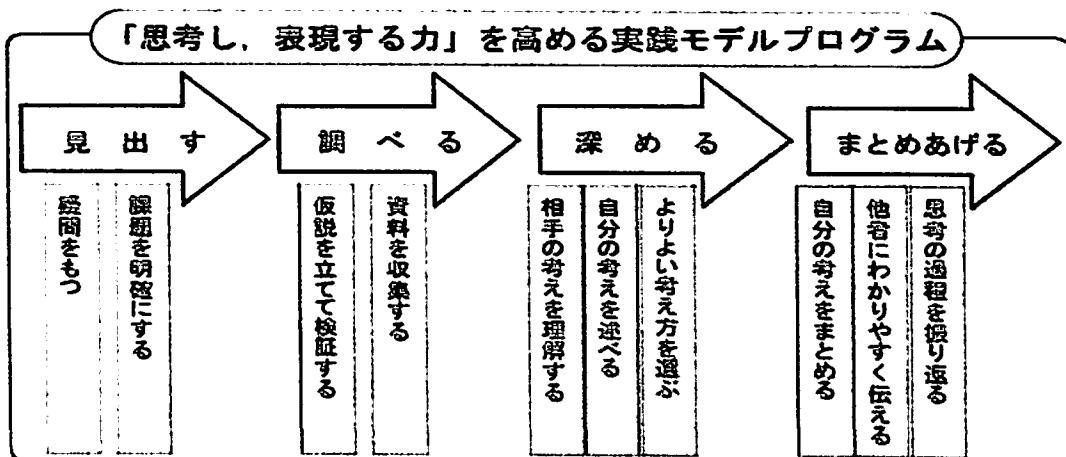 「思考し，表現する力」を高める実践モデルプログラム
見出す
疑問をもつ
課題を明確にする
調べる
仮説を立てて検証する
資料を収集する
深める
相手の考えを理解する
自分の考えを述べる
よりよい考え方を選ぶ
まとめあげる
自分の考えをまとめる
他者にわかりやすく伝える
思考の過程を振り返る